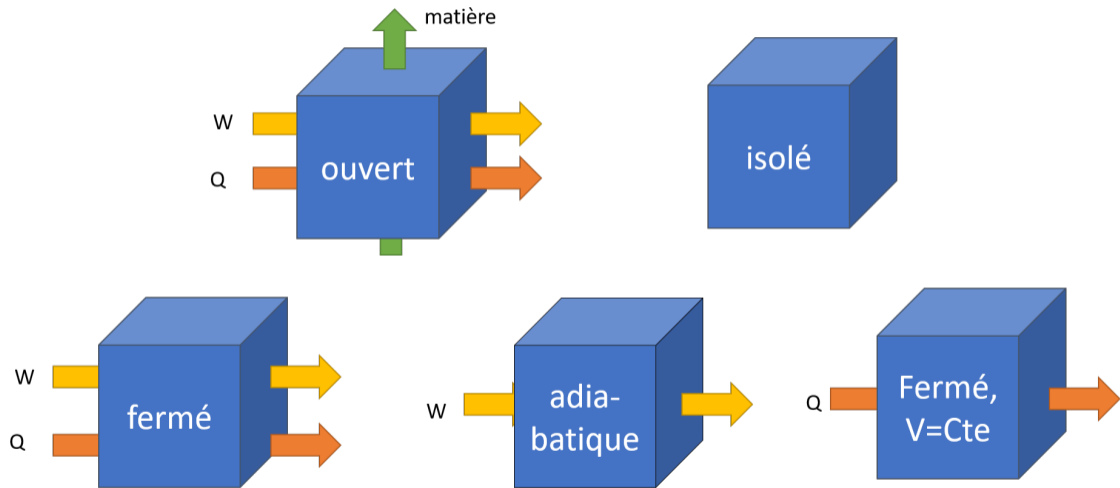 matière
W
Q
ouvert
isolé
W
Q
fermé
W
adia-
batique
Q
Fermé,
V=Cte